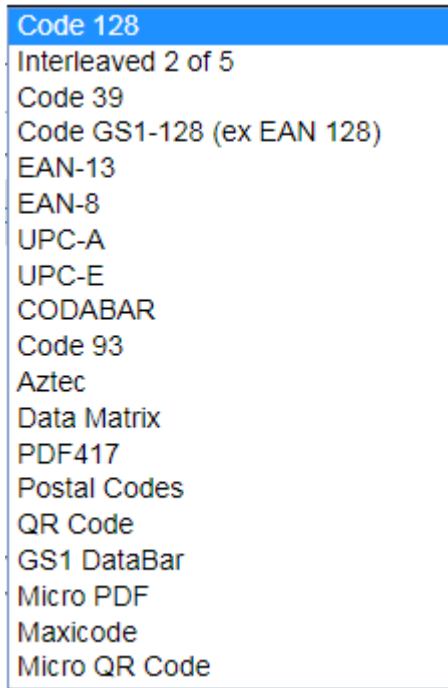 Code 128
Interleaved 2 of 5
Code 39
Code GS1-128 (ex EAN 128)
EAN-13
EAN-8
UPC-A
UPC-E
CODABAR
Code 93
Aztec
Data Matrix
PDF417
Postal Codes
QR Code
GS1 DataBar
Micro PDF
Maxicode
Micro QR Code